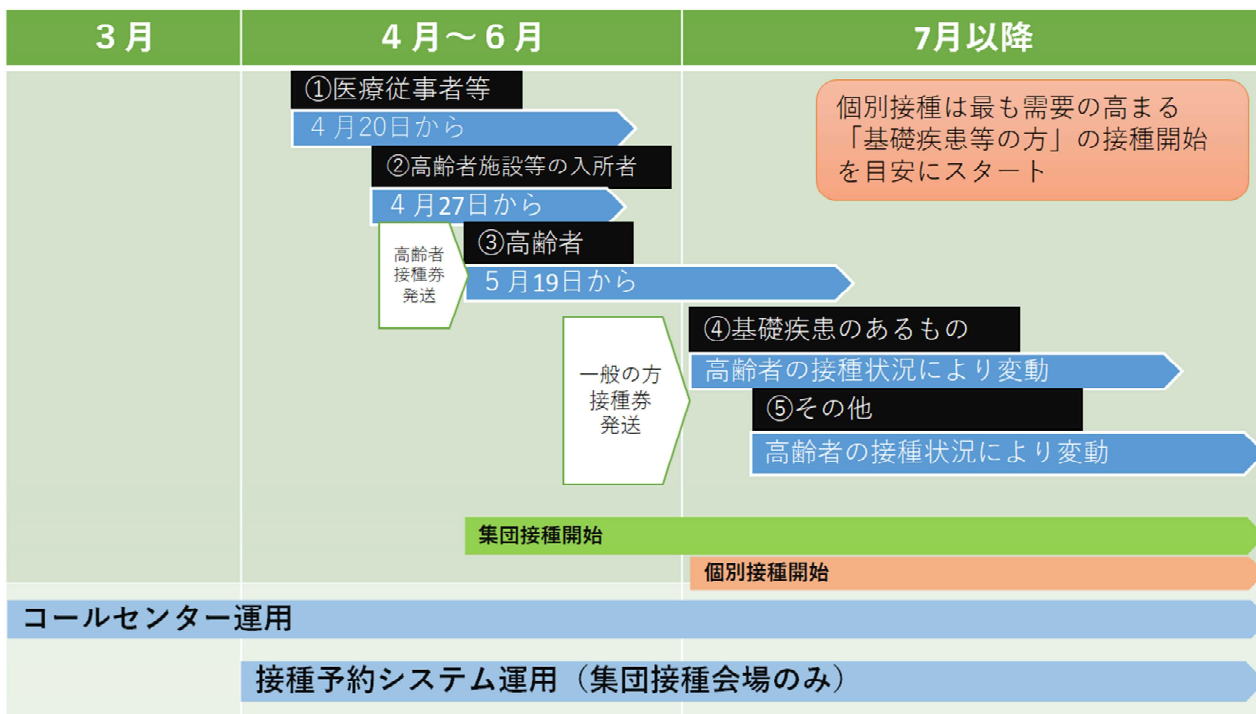 ３月
４月～６月
7月以降
①医療従事者等
４月20日から
②高齢者施設等の入所者
４月27日から
高齢者
接種券
発送
③高齢者
５月19日から
個別接種は最も需要の高まる
「基礎疾患等の方」の接種開始
を目安にスタート
一般の方
接種券
発送
④基礎疾患のあるもの
高齢者の接種状況により変動
⑤その他
高齢者の接種状況により変動
集団接種開始
個別接種開始
コールセンター運用
接種予約システム運用（集団接種会場のみ）